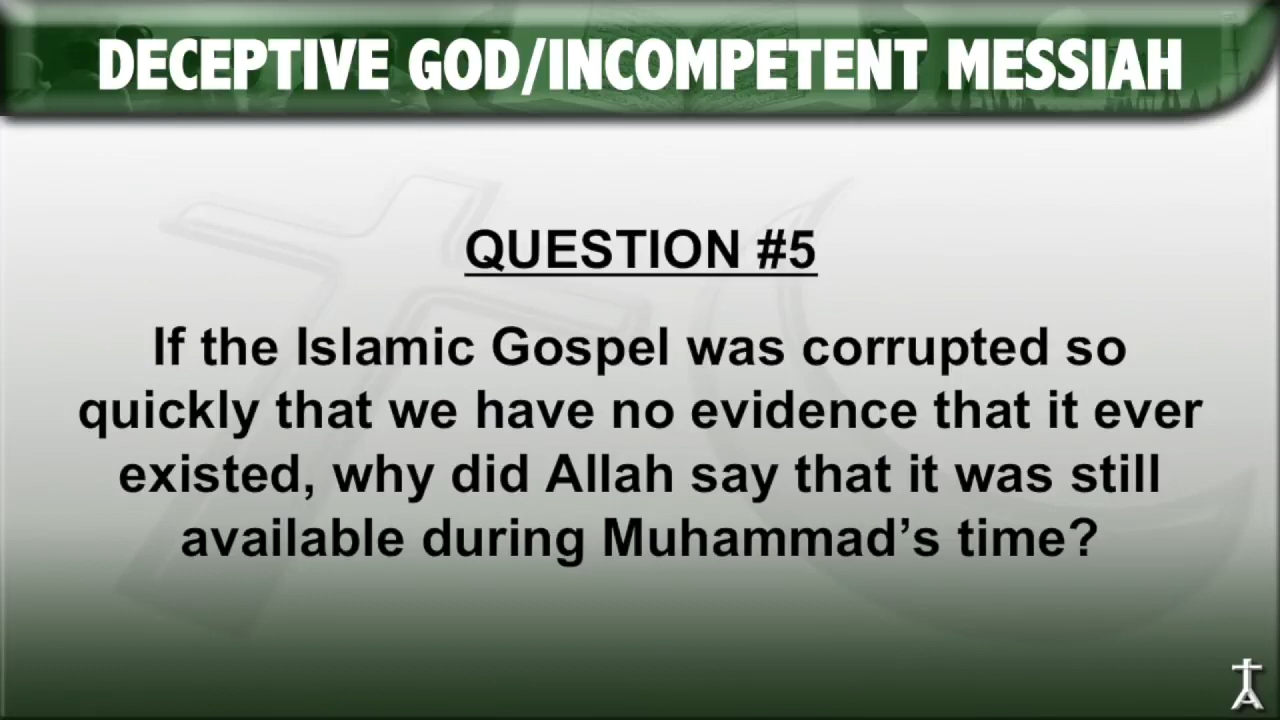 DECEPTIVE GOD/INCOMPETENT MESSIAH
QUESTION #5
If the Islamic Gospel was corrupted so
quickly that we have no evidence that it ever
existed, why did Allah say that it was still
available during Muhammad’s time?